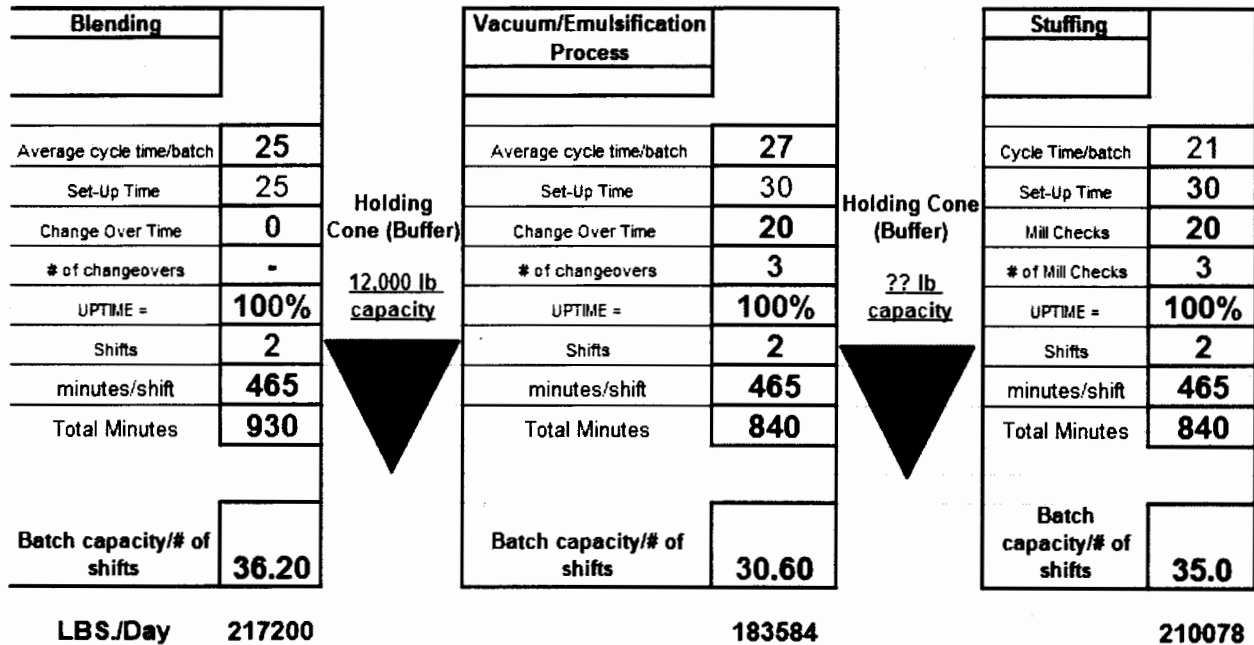 Blending
Average cycle time/batch 25
Set-Up Time 25
Change Over Time 0
# of changeovers -
UPTIME = 100%
Shifts 2
minutes/shift 465
Total Minutes 930
Batch capacity/# of
shifts 36.20
LBS./Day 217200
Holding
Cone (Buffer)
12,000 lb
capacity
Vacuum/Emulsification
Process
Average cycle time/batch 27
Set-Up Time 30
Change Over Time 20
# of changeovers 3
UPTIME = 100%
Shifts 2
minutes/shift 465
Total Minutes 840
Batch capacity/# of
shifts 30.60
183584
Holding Cone
(Buffer)
?? lb
capacity
Stuffing
Cycle Time/batch 21
Set-Up Time 30
Mill Checks 20
# of Mill Checks 3
UPTIME = 100%
Shifts 2
minutes/shift 465
Total Minutes 840
Batch
capacity/# of
shifts 35.0
210078